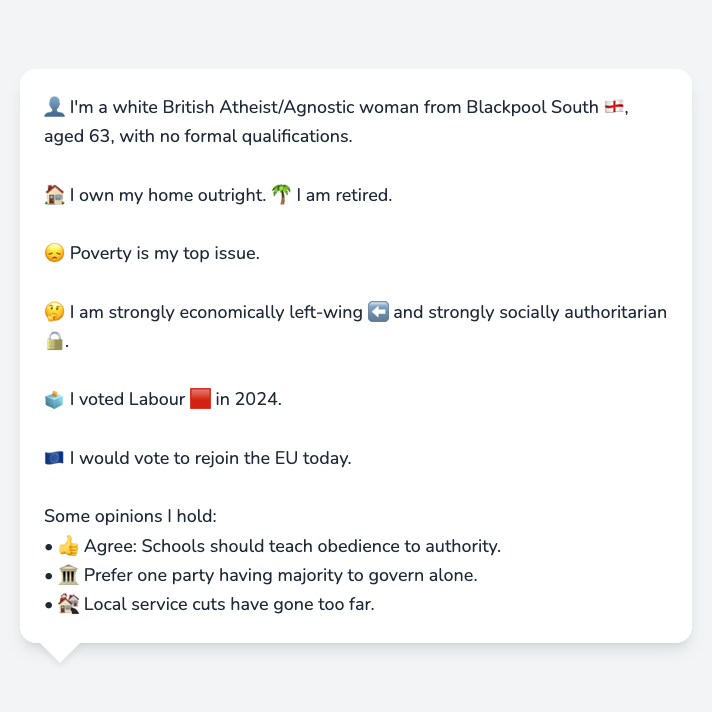 👤 I'm a white British Atheist/Agnostic woman from Blackpool South 🏴󠁧󠁢󠁥󠁮󠁧󠁿,
aged 63, with no formal qualifications.
🏠 I own my home outright. 🌴 I am retired.
😞 Poverty is my top issue.
🤔 I am strongly economically left-wing ⬅️ and strongly socially authoritarian
🔒.
🗳️ I voted Labour 🟥 in 2024.
🇪🇺 I would vote to rejoin the EU today.
Some opinions I hold:
• 👍 Agree: Schools should teach obedience to authority.
• 🏛️ Prefer one party having majority to govern alone.
• 🏘️ Local service cuts have gone too far.